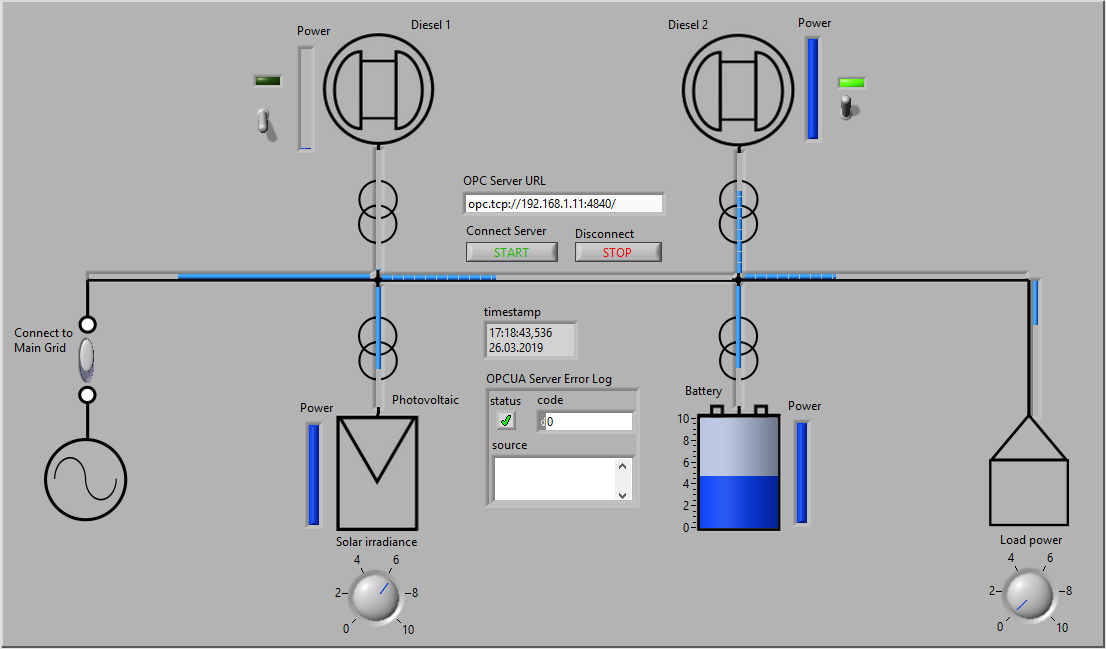 Diesel 1
Diesel 2
Power
Power
OPC Server URL
opc.tcp://192.168.1.11:4840/
Connect Server
Disconnect
START
STOP
Connect to
Main Grid
timestamp
17:18:43,536
26.03.2019
OPCUA Server Error Log
status
code
d0
source
Power
Photovoltaic
Battery
Power
10
8
6
4
2
0
Solar irradiance
0
2
4
6
8
10
Load power
0
2
4
6
8
10